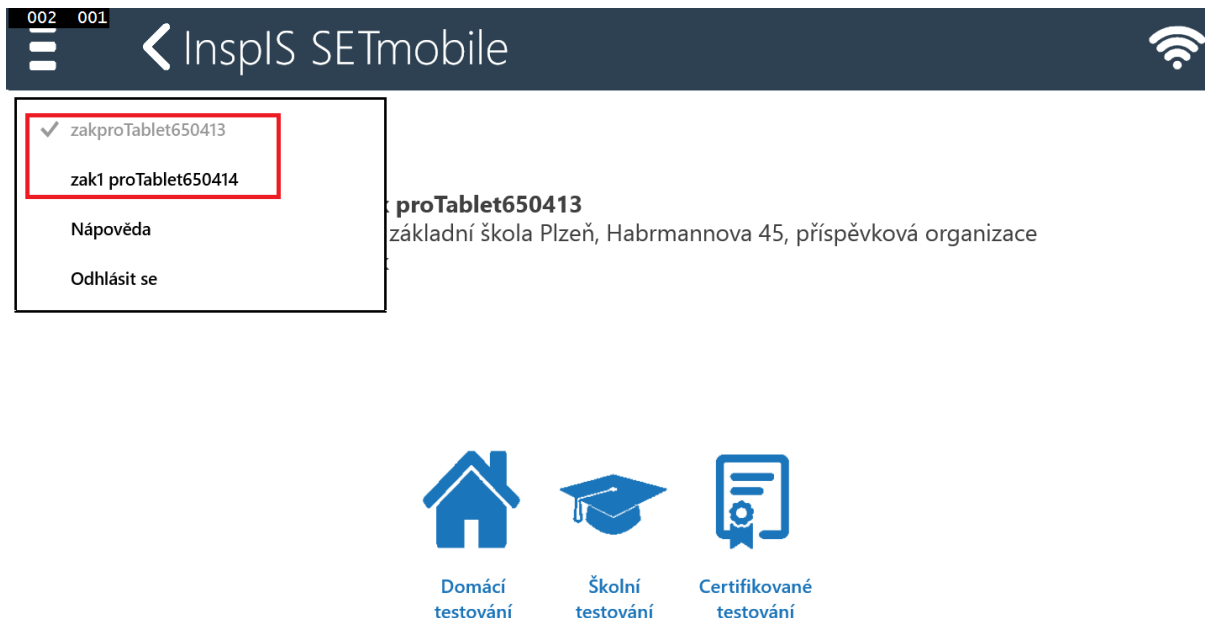 002 001
InspIS SETmobile
zakproTablet650413
zak1 proTablet650414
Nápověda
Odhlásit se
proTablet650413
základní škola Plzeň, Habrmannova 45, příspěvková organizace
Domácí
testování
Školní
testování
Certifikované
testování